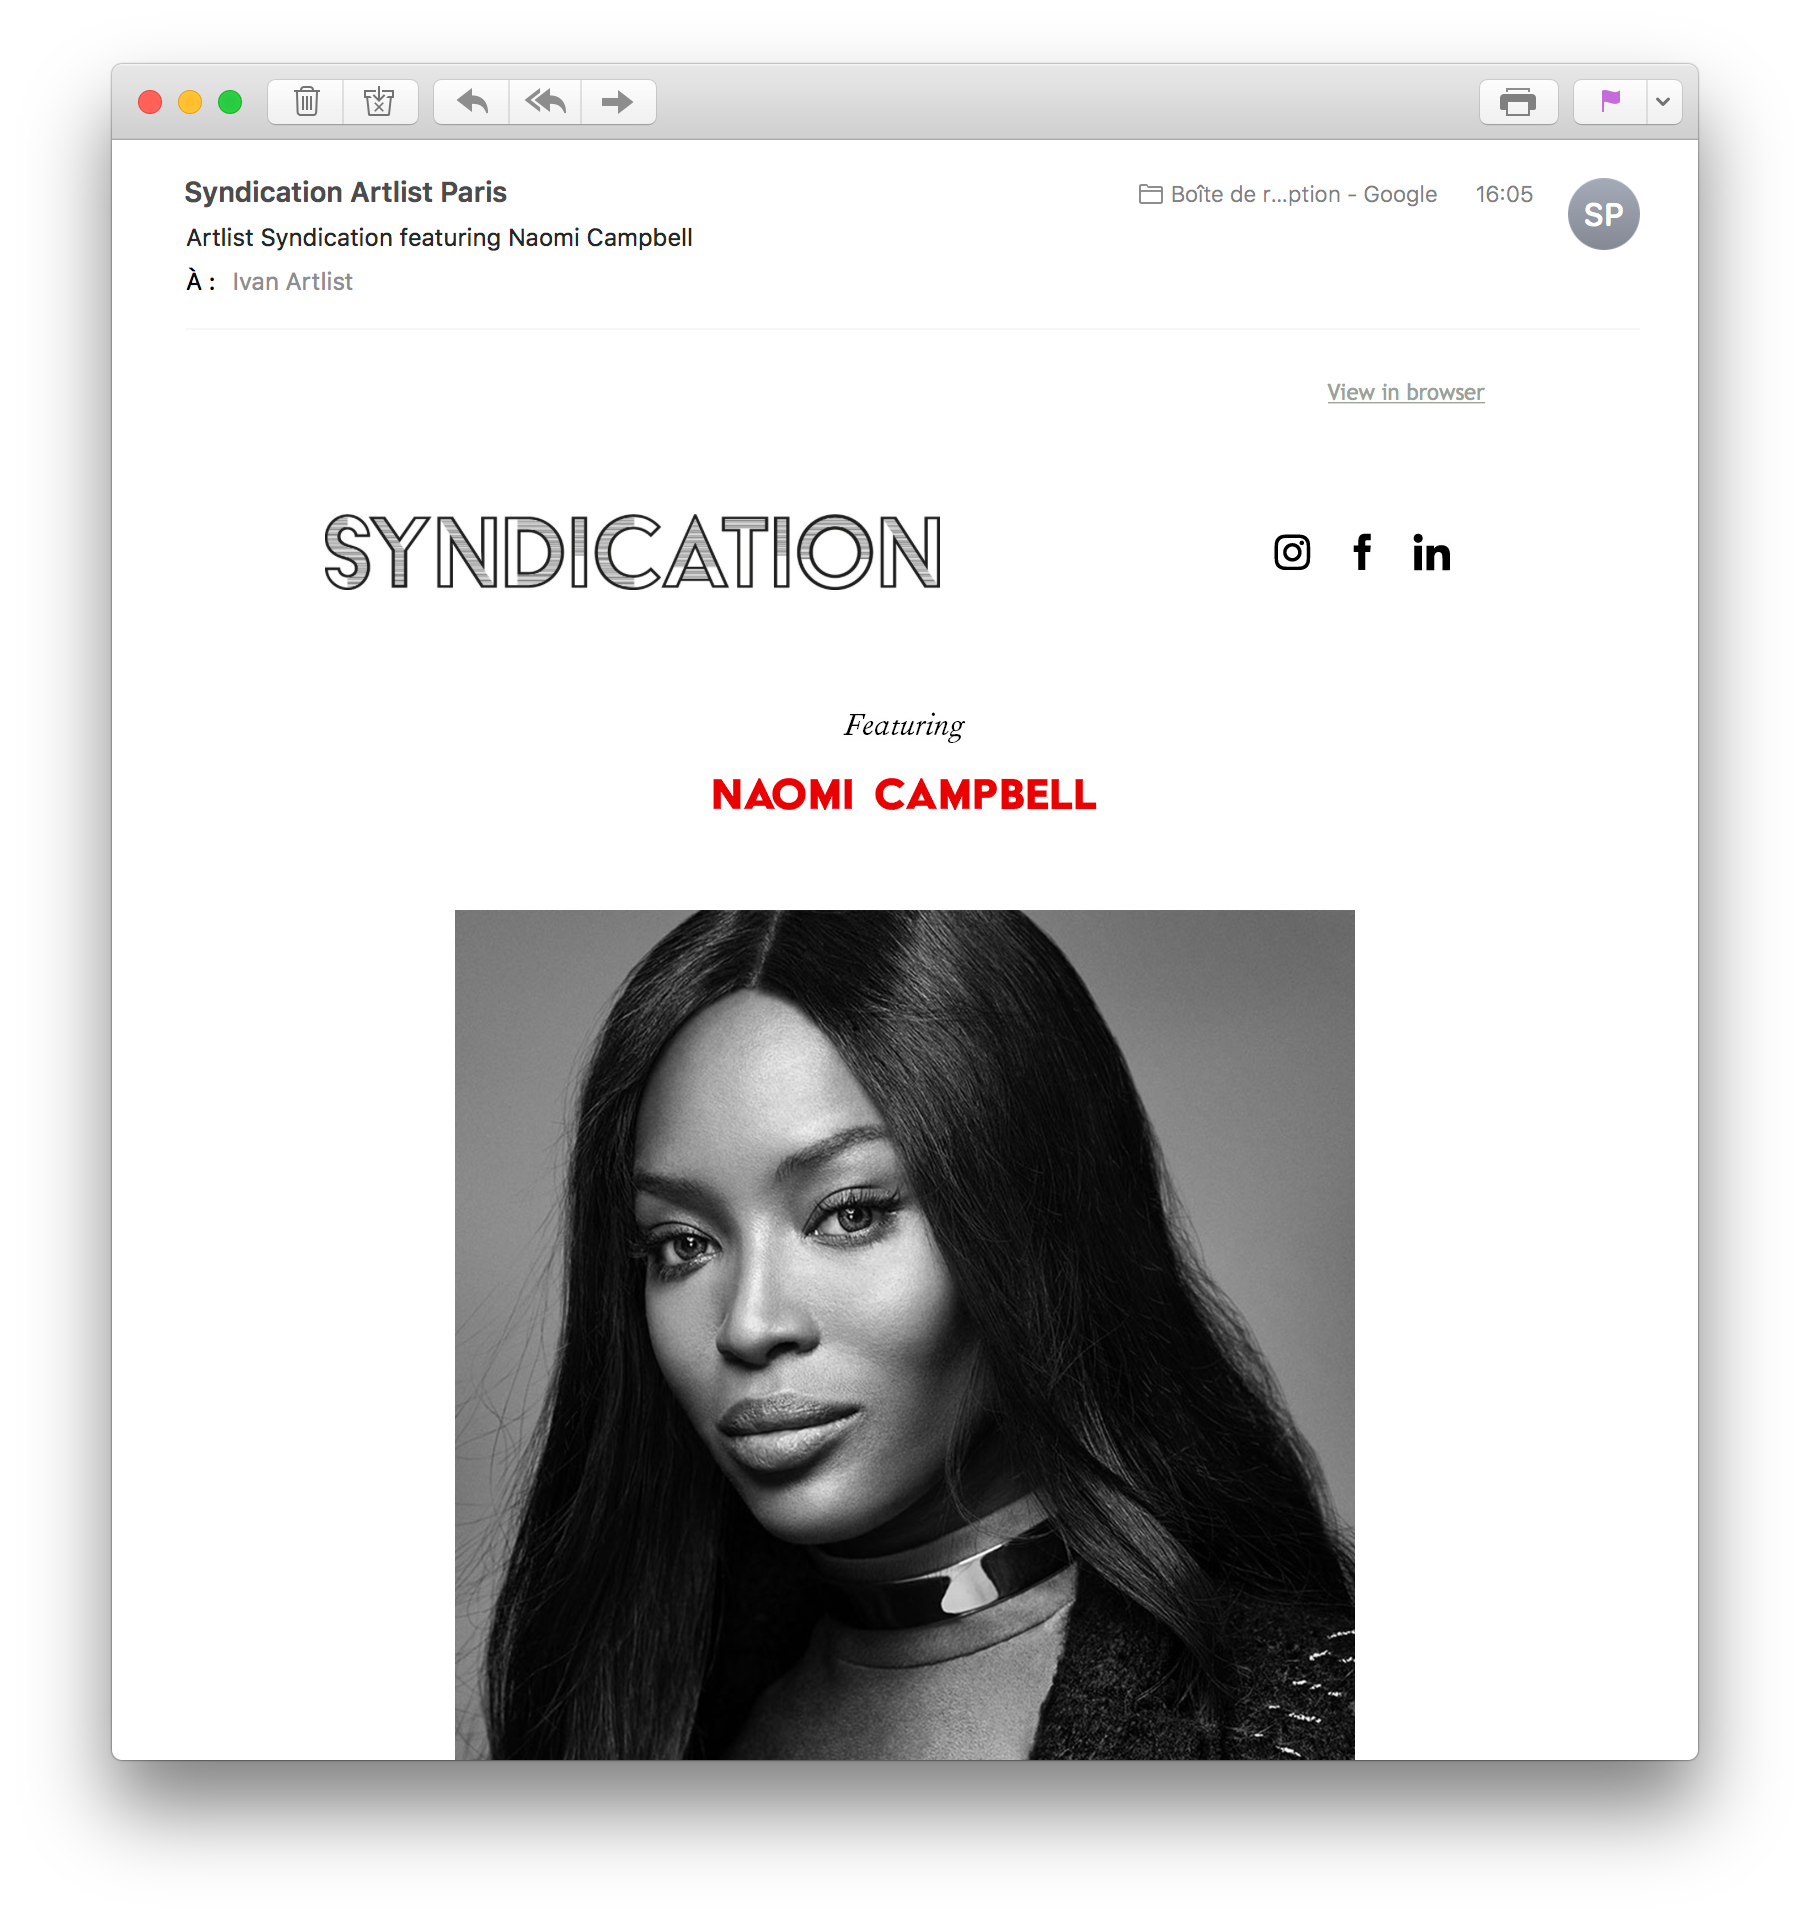 Syndication Artlist Paris
Boîte de r...ption - Google
16:05
SP
Artlist Syndication featuring Naomi Campbell
À : Ivan Artlist
View in browser
SYNDICATION
Featuring
NAOMI CAMPBELL